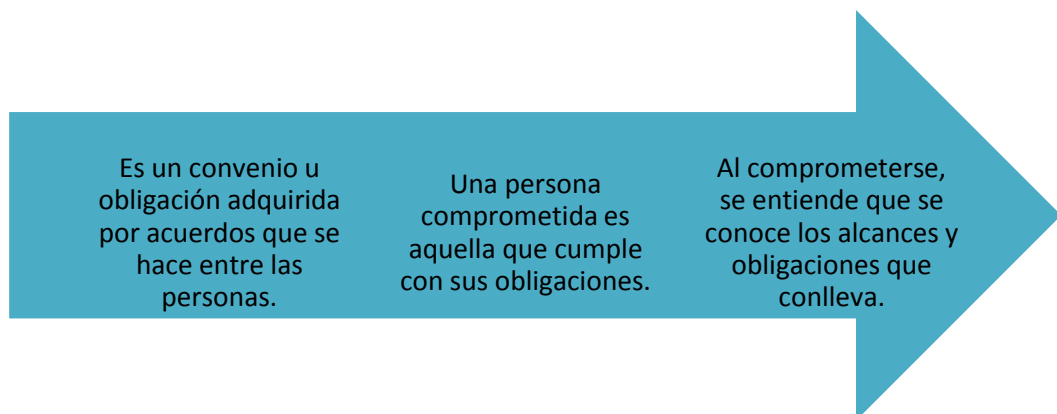 Es un convenio u
obligación adquirida
por acuerdos que se
hace entre las
personas.
Una persona
comprometida es
aquella que cumple
con sus obligaciones.
Al comprometerse,
se entiende que se
conoce los alcances y
obligaciones que
conlleva.